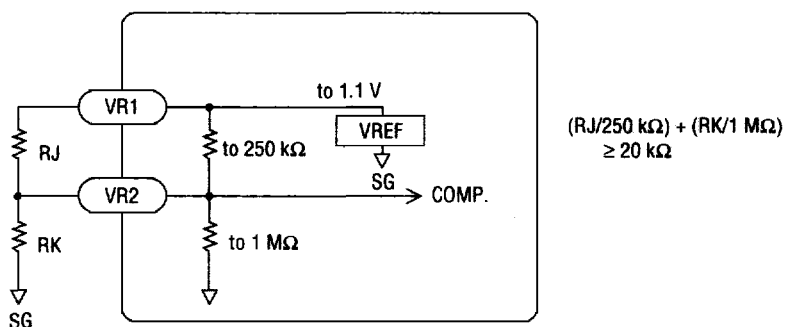 to 1.1 V
VR1
VREF
RJ
to 250 kΩ
SG
VR2
COMP.
RK
to 1 MΩ
SG
(RJ/250 kΩ) + (RK/1 MΩ)
≥ 20 kΩ